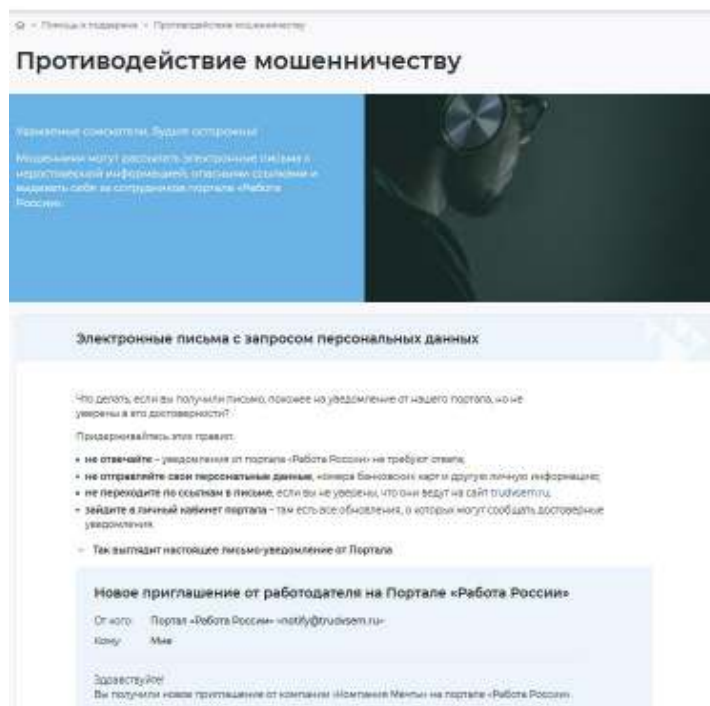 Помощь и поддержка > Противодействие мошенничеству
Противодействие мошенничеству
Уважаемые соискатели, будьте осторожны!
Мошенники могут рассылать электронные письма с
недостоверной информацией, опасными ссылками и
выдавать себя за сотрудников портала «Работа
России».
Электронные письма с запросом персональных данных
Что делать, если вы получили письмо, похожее на уведомление от нашего портала, но не
уверены в его достоверности?
Придерживайтесь этих правил:
• не отвечайте – уведомления от портала «Работа России» не требуют ответа;
• не отправляйте свои персональные данные, номера банковских карт и другую личную информацию;
• не переходите по ссылкам в письме, если вы не уверены, что они ведут на сайт trudvsem.ru;
• зайдите в личный кабинет портала – там есть все обновления, о которых могут сообщать достоверные
уведомления.
Так выглядит настоящее письмо-уведомление от Портала
Новое приглашение от работодателя на Портале «Работа России»
От кого: Портал «Работа России» <notify@trudvsem.ru>
Кому: Мне
Здравствуйте!
Вы получили новое приглашение от компании «Компания Мечты» на портале «Работа России»